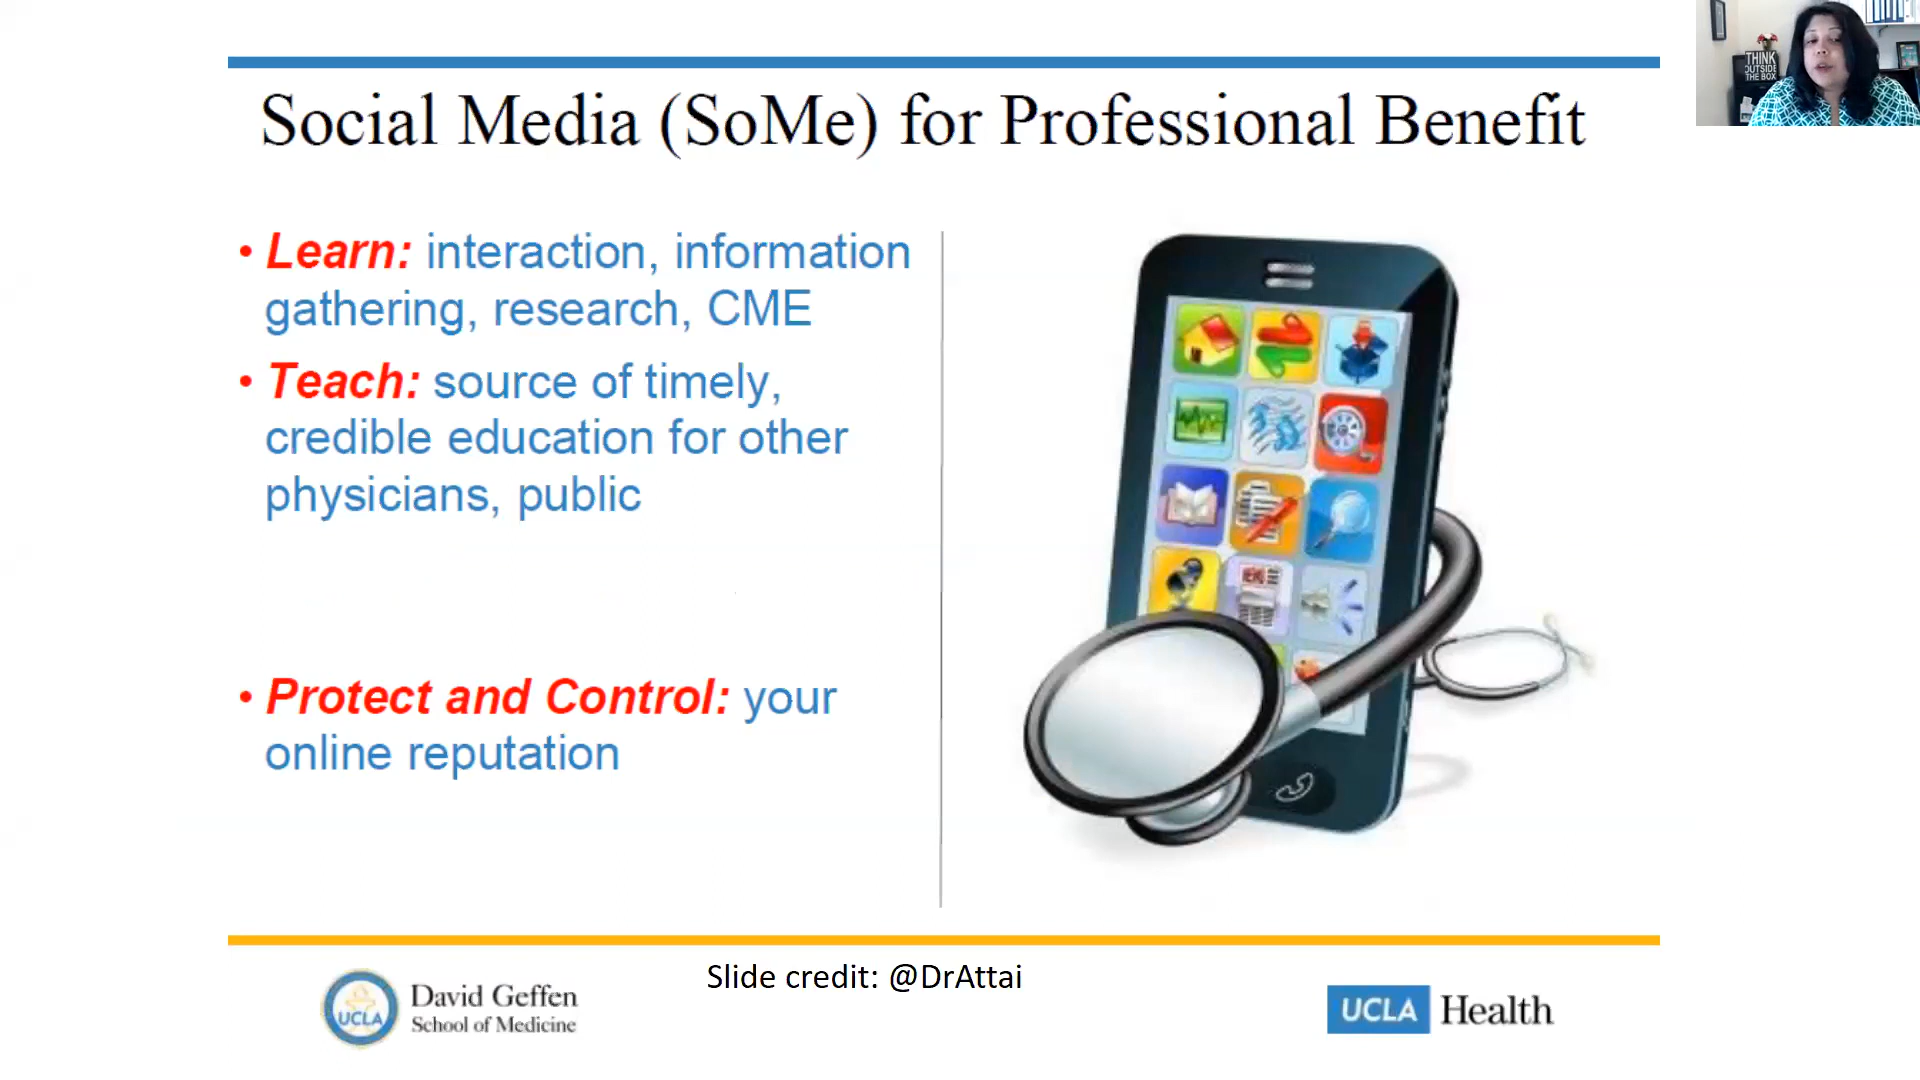 Social Media (SoMe) for Professional Benefit
THINK
OUTSIDE
THE BOX
• Learn: interaction, information
gathering, research, CME
• Teach: source of timely,
credible education for other
physicians, public
• Protect and Control: your
online reputation
Slide credit: @DrAttai
UCLA
David Geffen
School of Medicine
UCLA Health